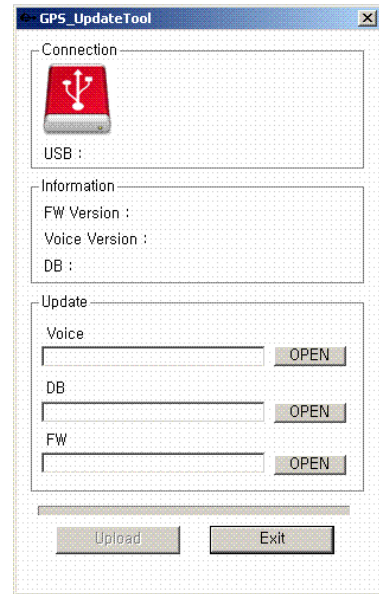 GPS_UpdateTool
Connection
USB :
Information
FW Version :
Voice Version :
DB :
Update
Voice
OPEN
DB
OPEN
FW
OPEN
Upload
Exit